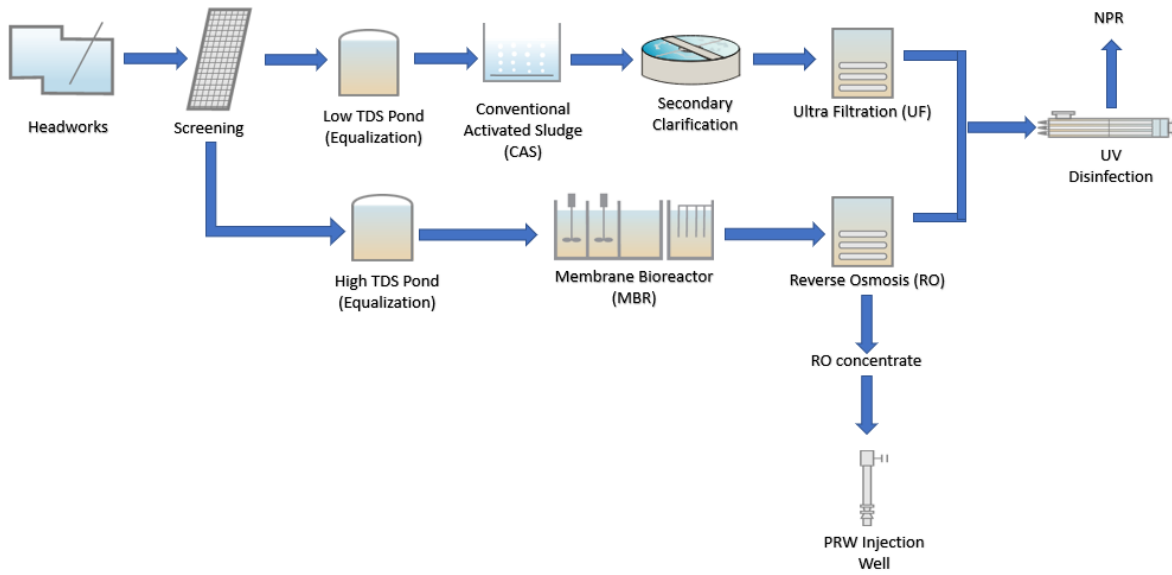 NPR
Headworks
Screening
Low TDS Pond
(Equalization)
Conventional
Activated Sludge
(CAS)
Secondary
Clarification
Ultra Filtration (UF)
UV
Disinfection
High TDS Pond
(Equalization)
Membrane Bioreactor
(MBR)
Reverse Osmosis (RO)
RO concentrate
PRW Injection
Well